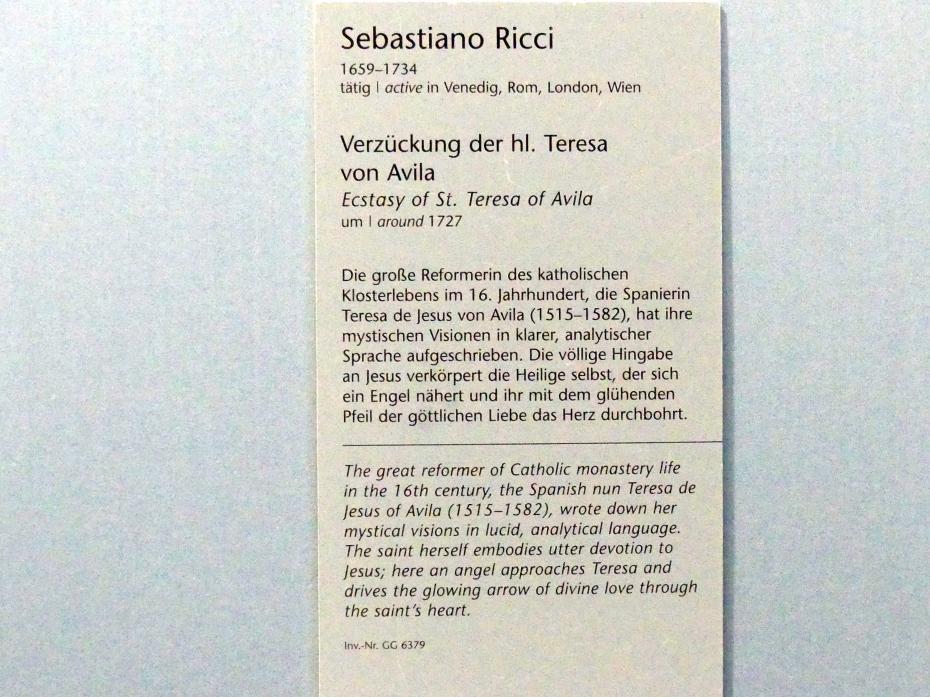 Sebastiano Ricci
1659–1734
tätig | active in Venedig, Rom, London, Wien
Verzückung der hl. Teresa
von Avila
Ecstasy of St. Teresa of Avila
um | around 1727
Die große Reformerin des katholischen
Klosterlebens im 16. Jahrhundert, die Spanierin
Teresa de Jesus von Avila (1515–1582), hat ihre
mystischen Visionen in klarer, analytischer
Sprache aufgeschrieben. Die völlige Hingabe
an Jesus verkörpert die Heilige selbst, der sich
ein Engel nähert und ihr mit dem glühenden
Pfeil der göttlichen Liebe das Herz durchbohrt.
The great reformer of Catholic monastery life
in the 16th century, the Spanish nun Teresa de
Jesus of Avila (1515–1582), wrote down her
mystical visions in lucid, analytical language.
The saint herself embodies utter devotion to
Jesus; here an angel approaches Teresa and
drives the glowing arrow of divine love through
the saint's heart.
Inv.-Nr. GG 6379